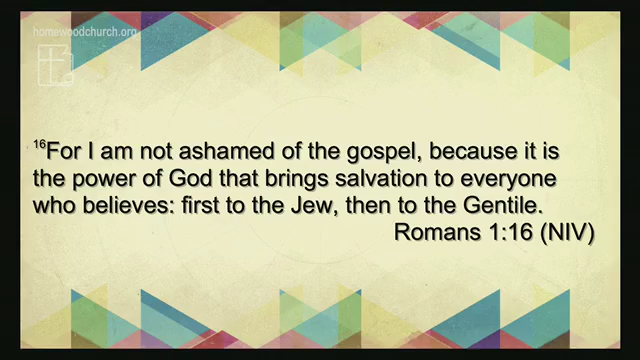 homewoodchurch.org
¹⁶For I am not ashamed of the gospel, because it is
the power of God that brings salvation to everyone
who believes: first to the Jew, then to the Gentile.
Romans 1:16 (NIV)